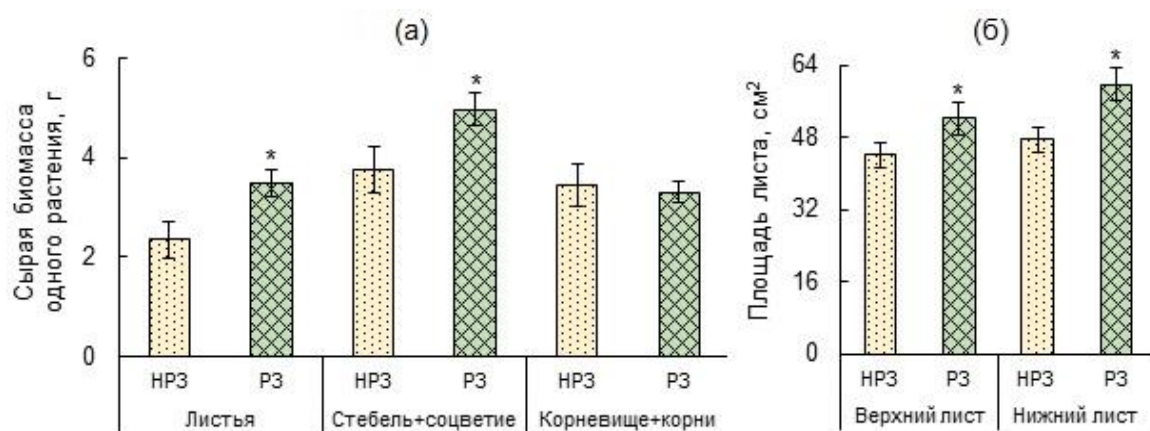 (а)
Сырая биомасса
одного растения, г
6
4
2
0
*
*
НРЗ РЗ НРЗ РЗ НРЗ РЗ
Листья Стебель+соцветие Корневище+корни
(б)
Площадь листа, см²
64
48
32
16
0
*
*
НРЗ РЗ НРЗ РЗ
Верхний лист Нижний лист